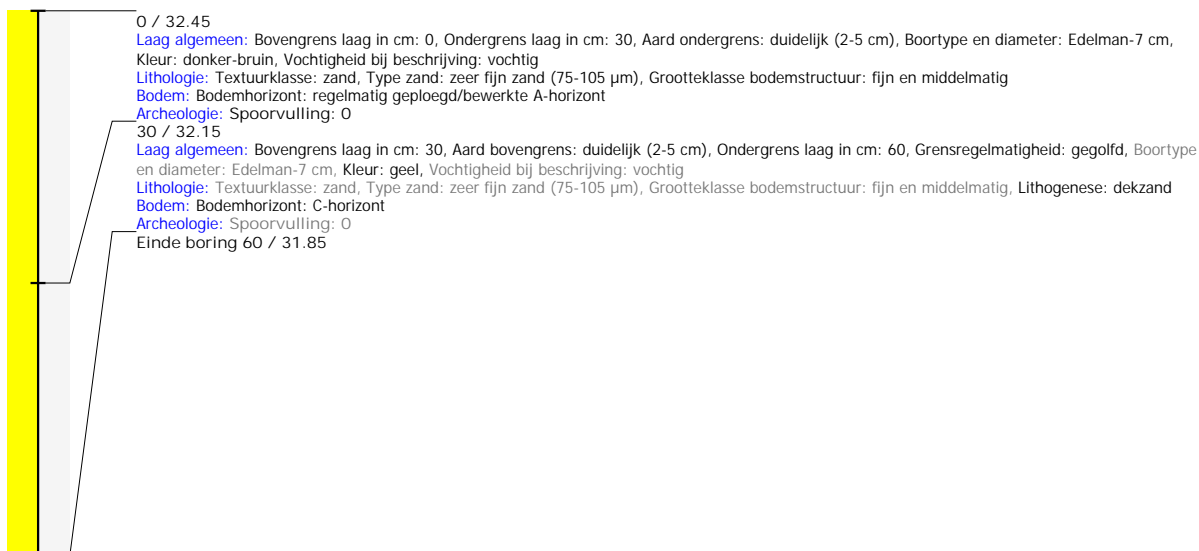 0 / 32.45
Laag algemeen: Bovengrens laag in cm: 0, Ondergrens laag in cm: 30, Aard ondergrens: duidelijk (2-5 cm), Boortype en diameter: Edelman-7 cm,
Kleur: donker-bruin, Vochtigheid bij beschrijving: vochtig
Lithologie: Textuurklasse: zand, Type zand: zeer fijn zand (75-105 µm), Grootteklasse bodemstructuur: fijn en middelmatig
Bodem: Bodemhorizont: regelmatig geploegd/bewerkte A-horizont
Archeologie: Spoorvulling: 0
30 / 32.15
Laag algemeen: Bovengrens laag in cm: 30, Aard bovengrens: duidelijk (2-5 cm), Ondergrens laag in cm: 60, Grensregelmatigheid: gegolfd, Boortype
en diameter: Edelman-7 cm, Kleur: geel, Vochtigheid bij beschrijving: vochtig
Lithologie: Textuurklasse: zand, Type zand: zeer fijn zand (75-105 µm), Grootteklasse bodemstructuur: fijn en middelmatig, Lithogenese: dekzand
Bodem: Bodemhorizont: C-horizont
Archeologie: Spoorvulling: 0
Einde boring 60 / 31.85